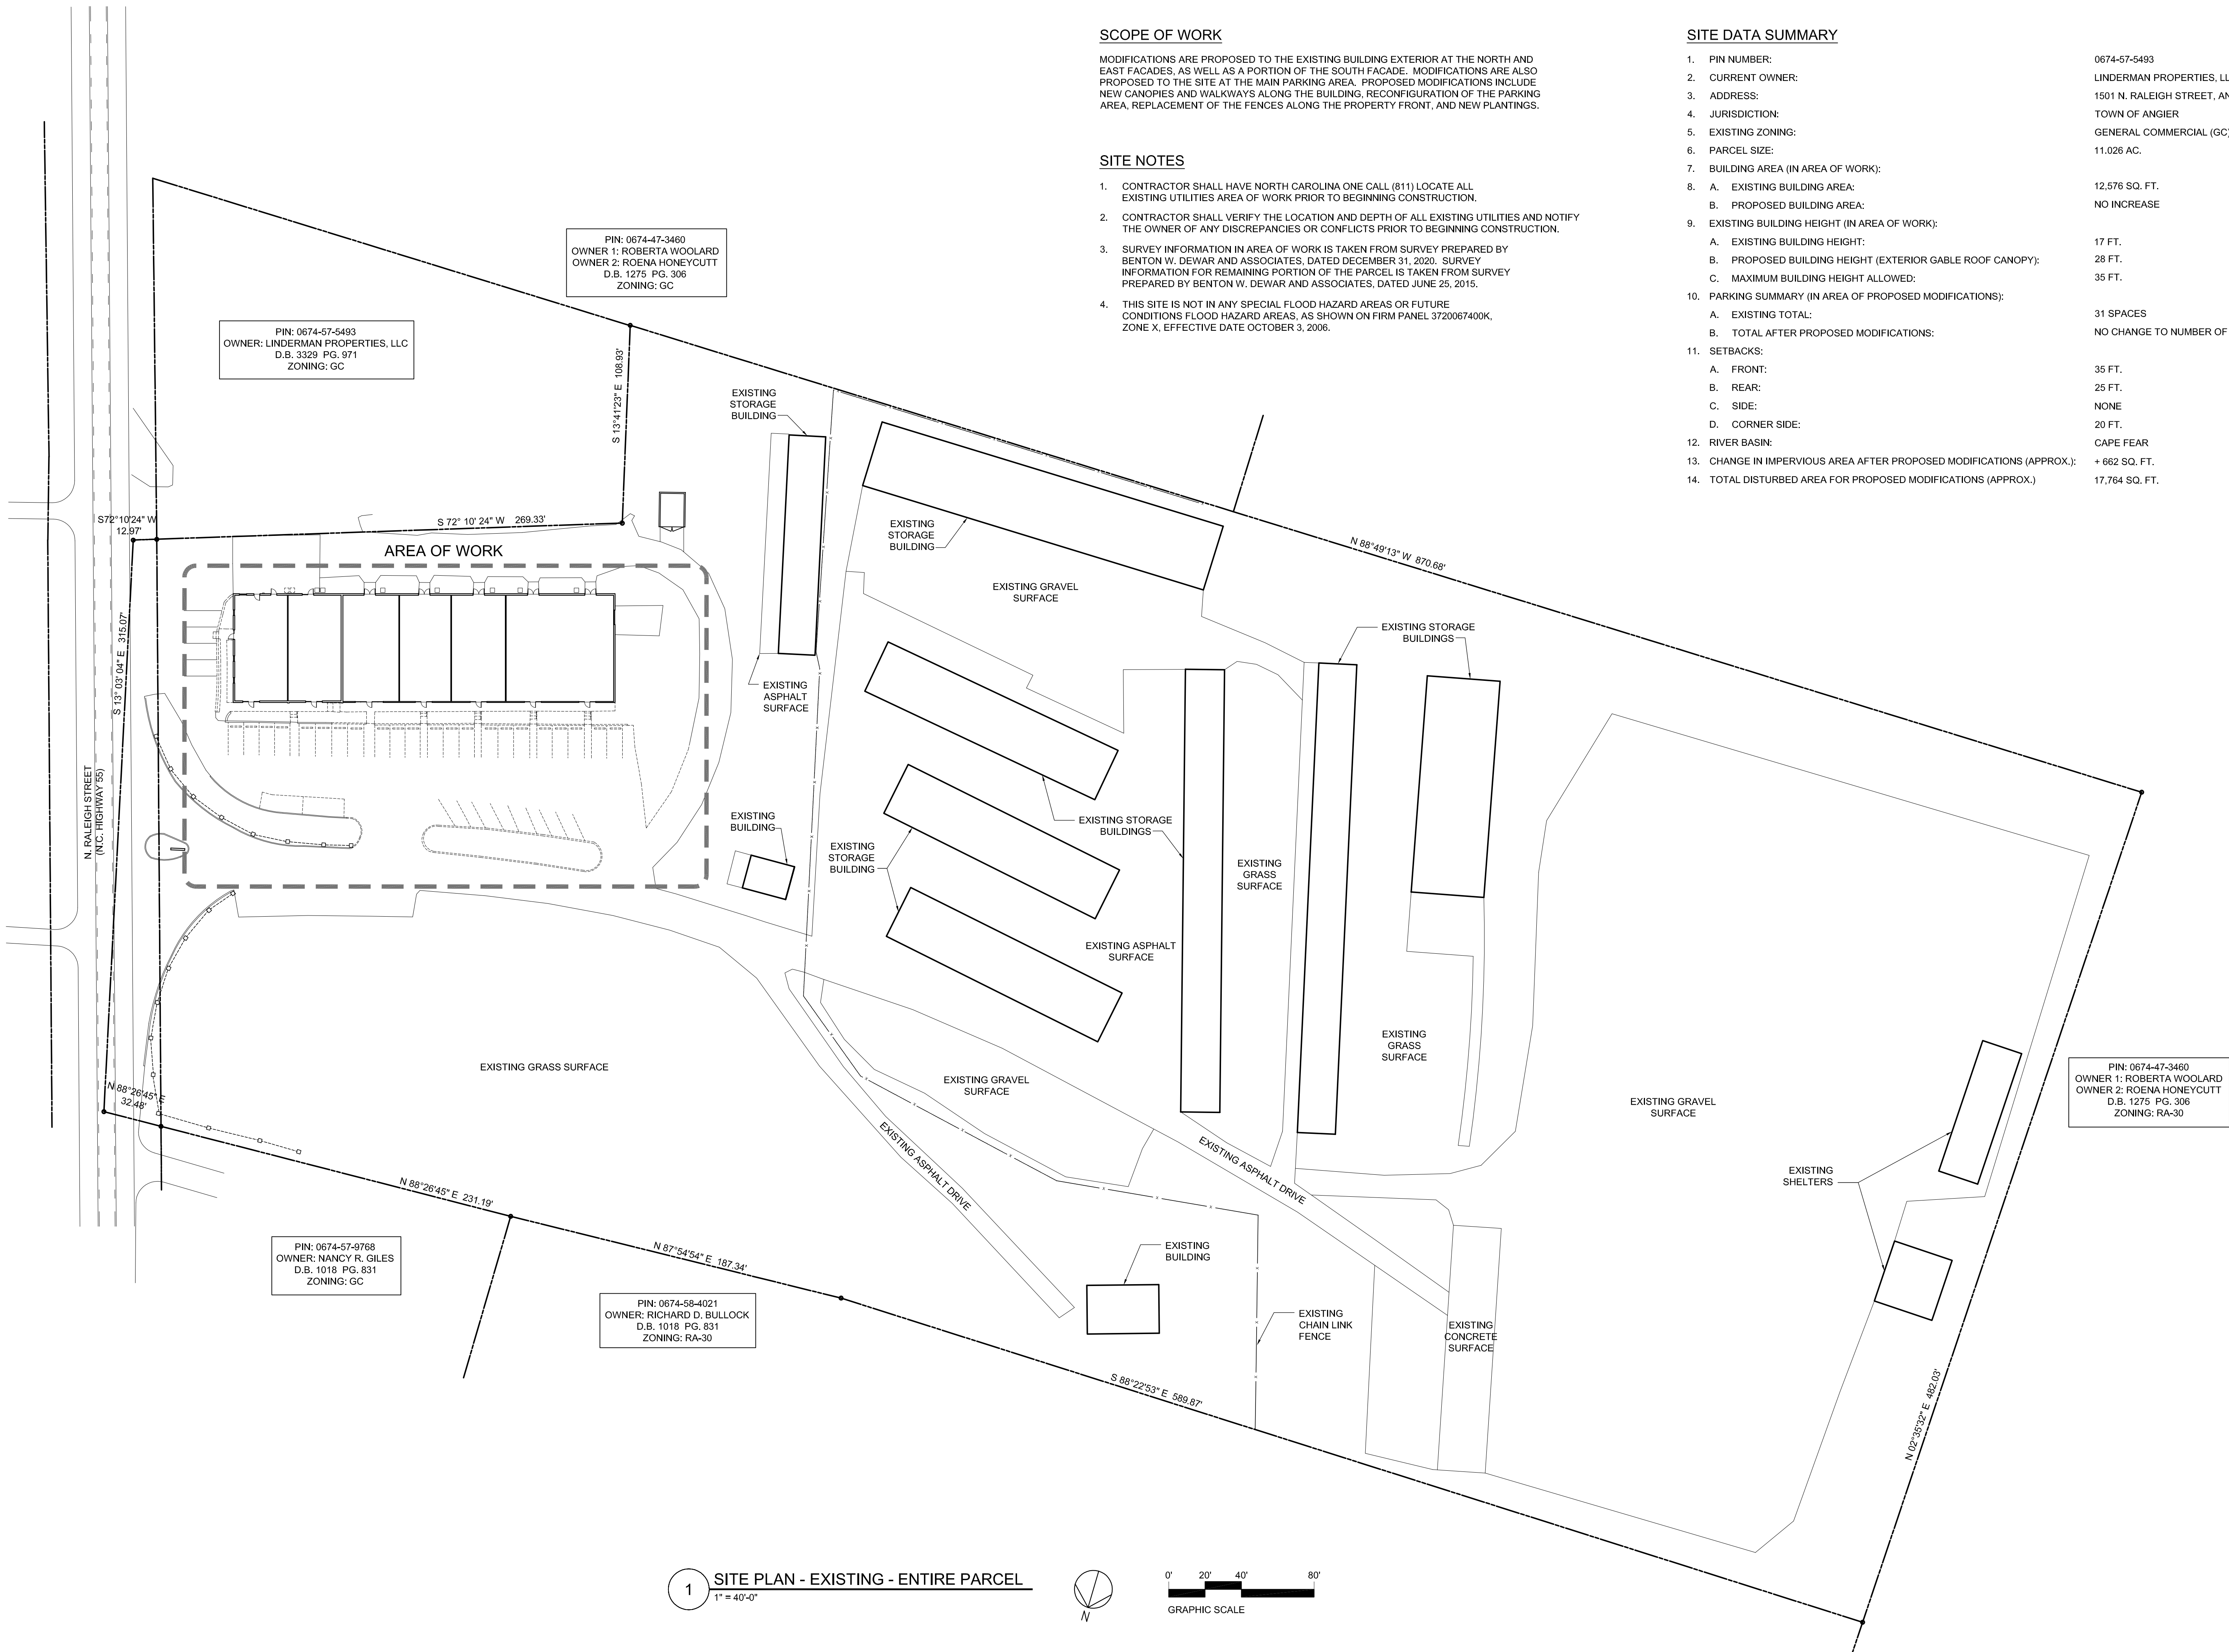 SCOPE OF WORK
MODIFICATIONS ARE PROPOSED TO THE EXISTING BUILDING EXTERIOR AT THE NORTH AND
EAST FACADES, AS WELL AS A PORTION OF THE SOUTH FACADE. MODIFICATIONS ARE ALSO
PROPOSED TO THE SITE AT THE MAIN PARKING AREA. PROPOSED MODIFICATIONS INCLUDE
NEW CANOPIES AND WALKWAYS ALONG THE BUILDING, RECONFIGURATION OF THE PARKING
AREA, REPLACEMENT OF THE FENCES ALONG THE PROPERTY FRONT, AND NEW PLANTINGS.
SITE NOTES
1. CONTRACTOR SHALL HAVE NORTH CAROLINA ONE CALL (811) LOCATE ALL
EXISTING UTILITIES AREA OF WORK PRIOR TO BEGINNING CONSTRUCTION.
2. CONTRACTOR SHALL VERIFY THE LOCATION AND DEPTH OF ALL EXISTING UTILITIES AND NOTIFY
THE OWNER OF ANY DISCREPANCIES OR CONFLICTS PRIOR TO BEGINNING CONSTRUCTION.
3. SURVEY INFORMATION IN AREA OF WORK IS TAKEN FROM SURVEY PREPARED BY
BENTON W. DEWAR AND ASSOCIATES, DATED DECEMBER 31, 2020. SURVEY
INFORMATION FOR REMAINING PORTION OF THE PARCEL IS TAKEN FROM SURVEY
PREPARED BY BENTON W. DEWAR AND ASSOCIATES, DATED JUNE 25, 2015.
4. THIS SITE IS NOT IN ANY SPECIAL FLOOD HAZARD AREAS OR FUTURE
CONDITIONS FLOOD HAZARD AREAS, AS SHOWN ON FIRM PANEL 3720067400K,
ZONE X, EFFECTIVE DATE OCTOBER 3, 2006.
SITE DATA SUMMARY
1. PIN NUMBER: 0674-57-5493
2. CURRENT OWNER: LINDERMAN PROPERTIES, LL
3. ADDRESS: 1501 N. RALEIGH STREET, AN
4. JURISDICTION: TOWN OF ANGIER
5. EXISTING ZONING: GENERAL COMMERCIAL (GC)
6. PARCEL SIZE: 11.026 AC.
7. BUILDING AREA (IN AREA OF WORK):
8. A. EXISTING BUILDING AREA: 12,576 SQ. FT.
B. PROPOSED BUILDING AREA: NO INCREASE
9. EXISTING BUILDING HEIGHT (IN AREA OF WORK):
A. EXISTING BUILDING HEIGHT: 17 FT.
B. PROPOSED BUILDING HEIGHT (EXTERIOR GABLE ROOF CANOPY): 28 FT.
C. MAXIMUM BUILDING HEIGHT ALLOWED: 35 FT.
10. PARKING SUMMARY (IN AREA OF PROPOSED MODIFICATIONS):
A. EXISTING TOTAL: 31 SPACES
B. TOTAL AFTER PROPOSED MODIFICATIONS: NO CHANGE TO NUMBER OF
11. SETBACKS:
A. FRONT: 35 FT.
B. REAR: 25 FT.
C. SIDE: NONE
D. CORNER SIDE: 20 FT.
12. RIVER BASIN: CAPE FEAR
13. CHANGE IN IMPERVIOUS AREA AFTER PROPOSED MODIFICATIONS (APPROX.): + 662 SQ. FT.
14. TOTAL DISTURBED AREA FOR PROPOSED MODIFICATIONS (APPROX.) 17,764 SQ. FT.
PIN: 0674-47-3460
OWNER 1: ROBERTA WOOLARD
OWNER 2: ROENA HONEYCUTT
D.B. 1275 PG. 306
ZONING: GC
PIN: 0674-57-5493
OWNER: LINDERMAN PROPERTIES, LLC
D.B. 3329 PG. 971
ZONING: GC
S 13°41'23" E 108.93'
EXISTING
STORAGE
BUILDING
S72°10'24" W
12.97'
S 72° 10' 24" W 269.33'
AREA OF WORK
EXISTING
STORAGE
BUILDING
N 88°49'13" W 870.68'
EXISTING GRAVEL
SURFACE
S 13° 03' 04" E 315.07'
EXISTING STORAGE
BUILDINGS
EXISTING
ASPHALT
SURFACE
N. RALEIGH STREET
(N.C. HIGHWAY 55)
EXISTING
BUILDING
EXISTING STORAGE
BUILDINGS
EXISTING
STORAGE
BUILDING
EXISTING
GRASS
SURFACE
EXISTING ASPHALT
SURFACE
EXISTING
GRASS
SURFACE
EXISTING GRASS SURFACE
EXISTING GRAVEL
SURFACE
EXISTING GRAVEL
SURFACE
PIN: 0674-47-3460
OWNER 1: ROBERTA WOOLARD
OWNER 2: ROENA HONEYCUTT
D.B. 1275 PG. 306
ZONING: RA-30
N 88°26'45" E
32.48'
EXISTING ASPHALT DRIVE
EXISTING ASPHALT DRIVE
EXISTING
SHELTERS
N 88°26'45" E 231.19'
PIN: 0674-57-9768
OWNER: NANCY R. GILES
D.B. 1018 PG. 831
ZONING: GC
N 87°54'54" E 187.34'
EXISTING
BUILDING
PIN: 0674-58-4021
OWNER: RICHARD D. BULLOCK
D.B. 1018 PG. 831
ZONING: RA-30
EXISTING
CHAIN LINK
FENCE
EXISTING
CONCRETE
SURFACE
S 88°22'53" E 589.87'
N 02°35'32" E 482.03'
1 SITE PLAN - EXISTING - ENTIRE PARCEL
1" = 40'-0"
N
0' 20' 40' 80'
GRAPHIC SCALE